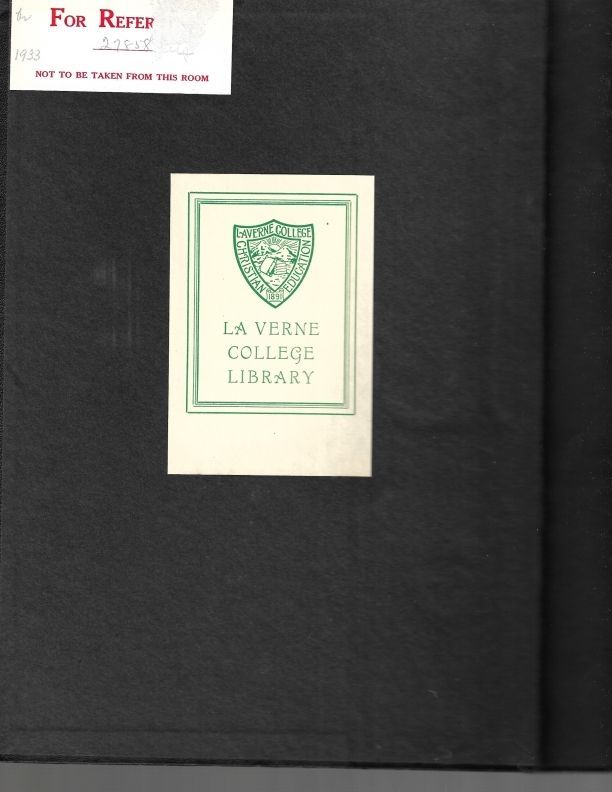 FOR REFER
27858
1933
NOT TO BE TAKEN FROM THIS ROOM
LAVERNE COLLEGE
CHRISTIAN EDUCATION
1891
LA VERNE
COLLEGE
LIBRARY